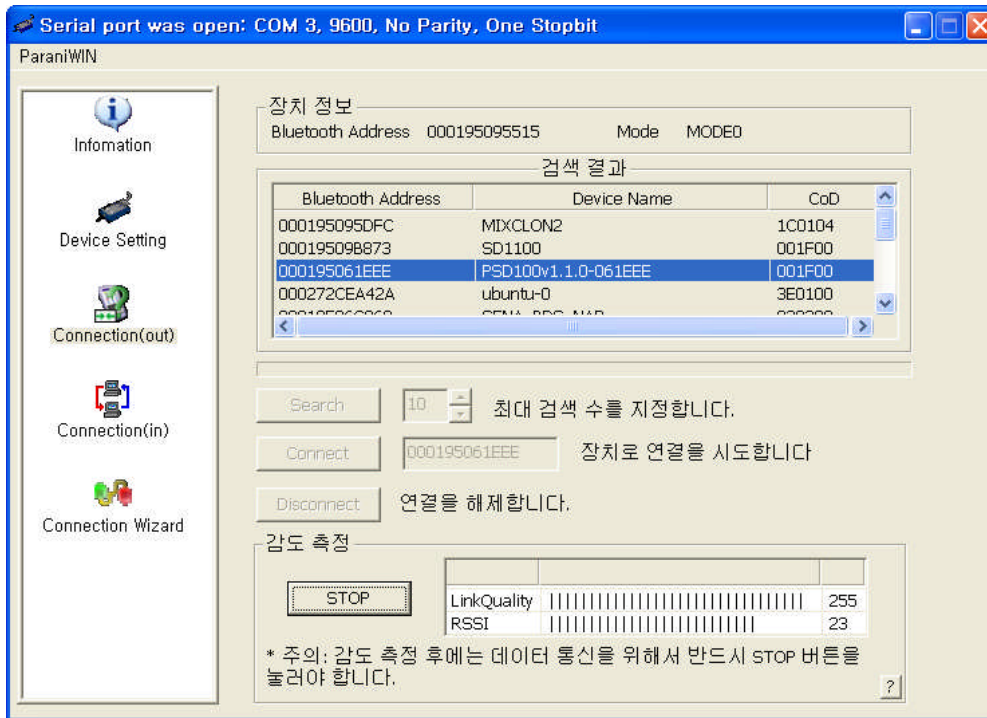 Serial port was open: COM 3, 9600, No Parity, One Stopbit
ParaniWIN
Infomation
Device Setting
Connection(out)
Connection(in)
Connection Wizard
장치 정보
Bluetooth Address 000195095515 Mode MODE0
검색 결과
Bluetooth Address Device Name CoD
000195095DFC MIXCLON2 1C0104
00019509B873 SD1100 001F00
000195061EEE PSD100v1.1.0-061EEE 001F00
000272CEA42A ubuntu-0 3E0100
Search 10 최대 검색 수를 지정합니다.
Connect 000195061EEE 장치로 연결을 시도합니다
Disconnect 연결을 해제합니다.
감도 측정
STOP
LinkQuality 255
RSSI 23
* 주의: 감도 측정 후에는 데이터 통신을 위해서 반드시 STOP 버튼을
눌러야 합니다.
?